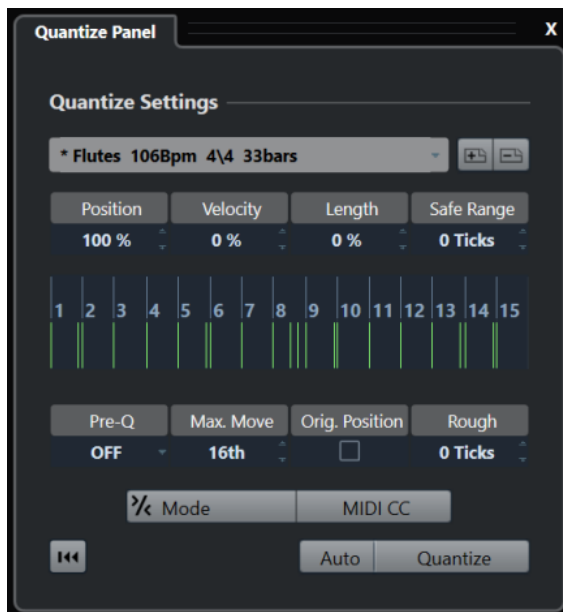 Quantize Panel X
Quantize Settings
* Flutes 106Bpm 4\4 33bars
Position Velocity Length Safe Range
100 % 0 % 0 % 0 Ticks
1 2 3 4 5 6 7 8 9 10 11 12 13 14 15
Pre-Q Max. Move Orig. Position Rough
OFF 16th 0 Ticks
Mode MIDI CC
Auto Quantize